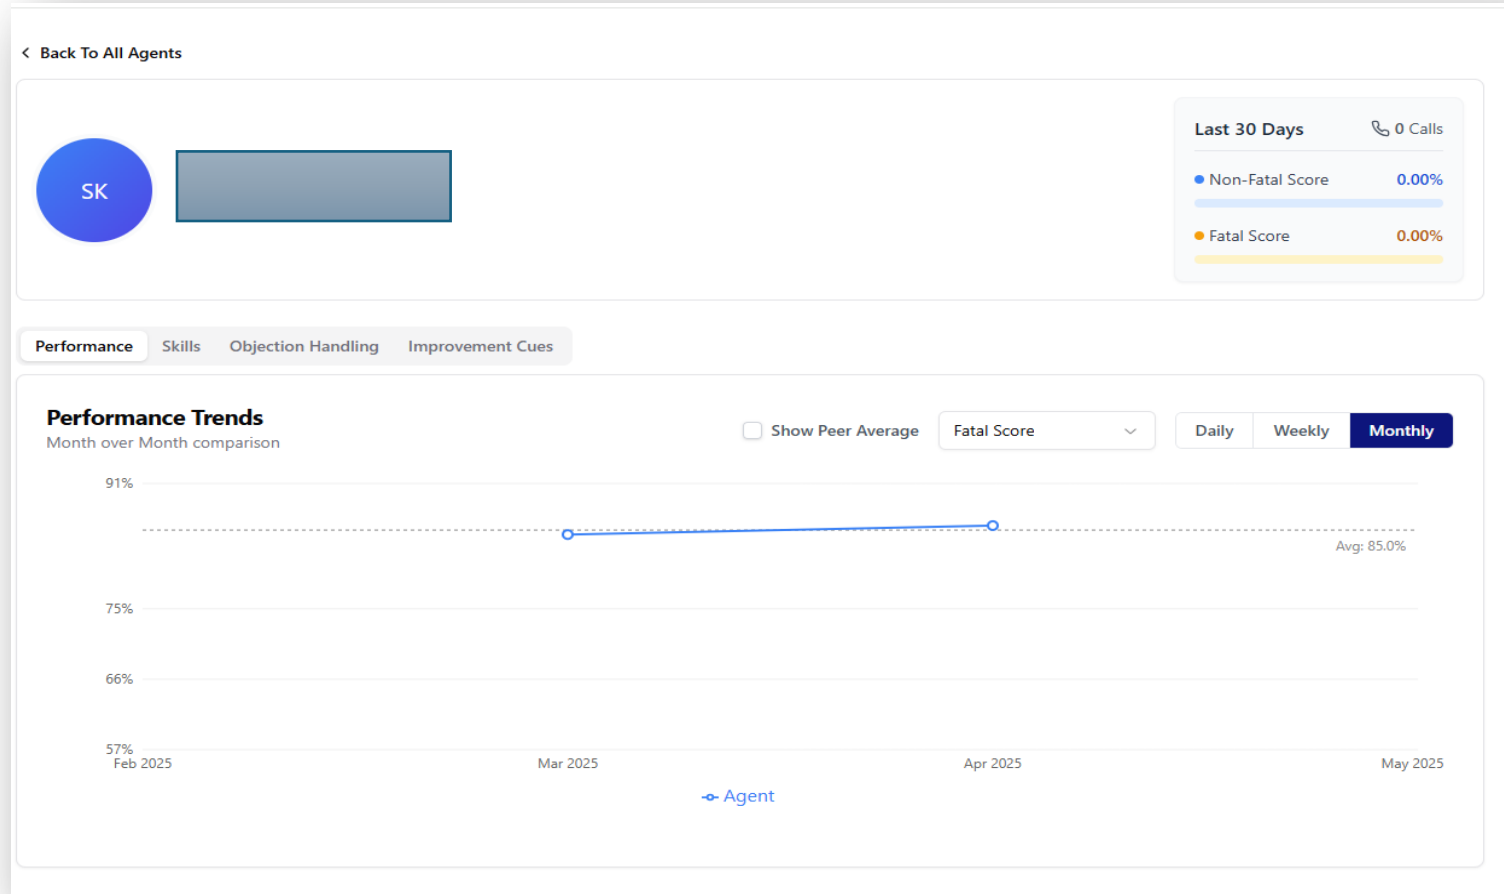 Back To All Agents
SK
Last 30 Days 0 Calls
Non-Fatal Score 0.00%
Fatal Score 0.00%
Performance Skills Objection Handling Improvement Cues
Performance Trends
Month over Month comparison
Show Peer Average Fatal Score Daily Weekly Monthly
91%
Avg: 85.0%
75%
66%
57%
Feb 2025 Mar 2025 Apr 2025 May 2025
Agent